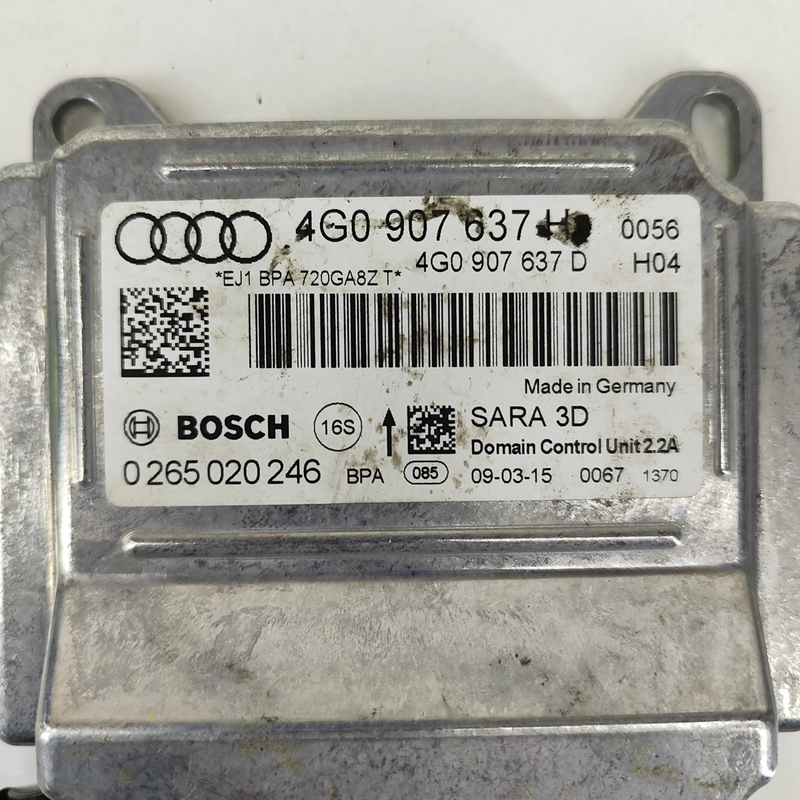 4G0 907 637 H 0056
4G0 907 637 D H04
*EJ1 BPA 720GA8Z T*
Made in Germany
BOSCH 16S SARA 3D
Domain Control Unit 2.2A
0 265 020 246 BPA 085 09-03-15 0067 1370